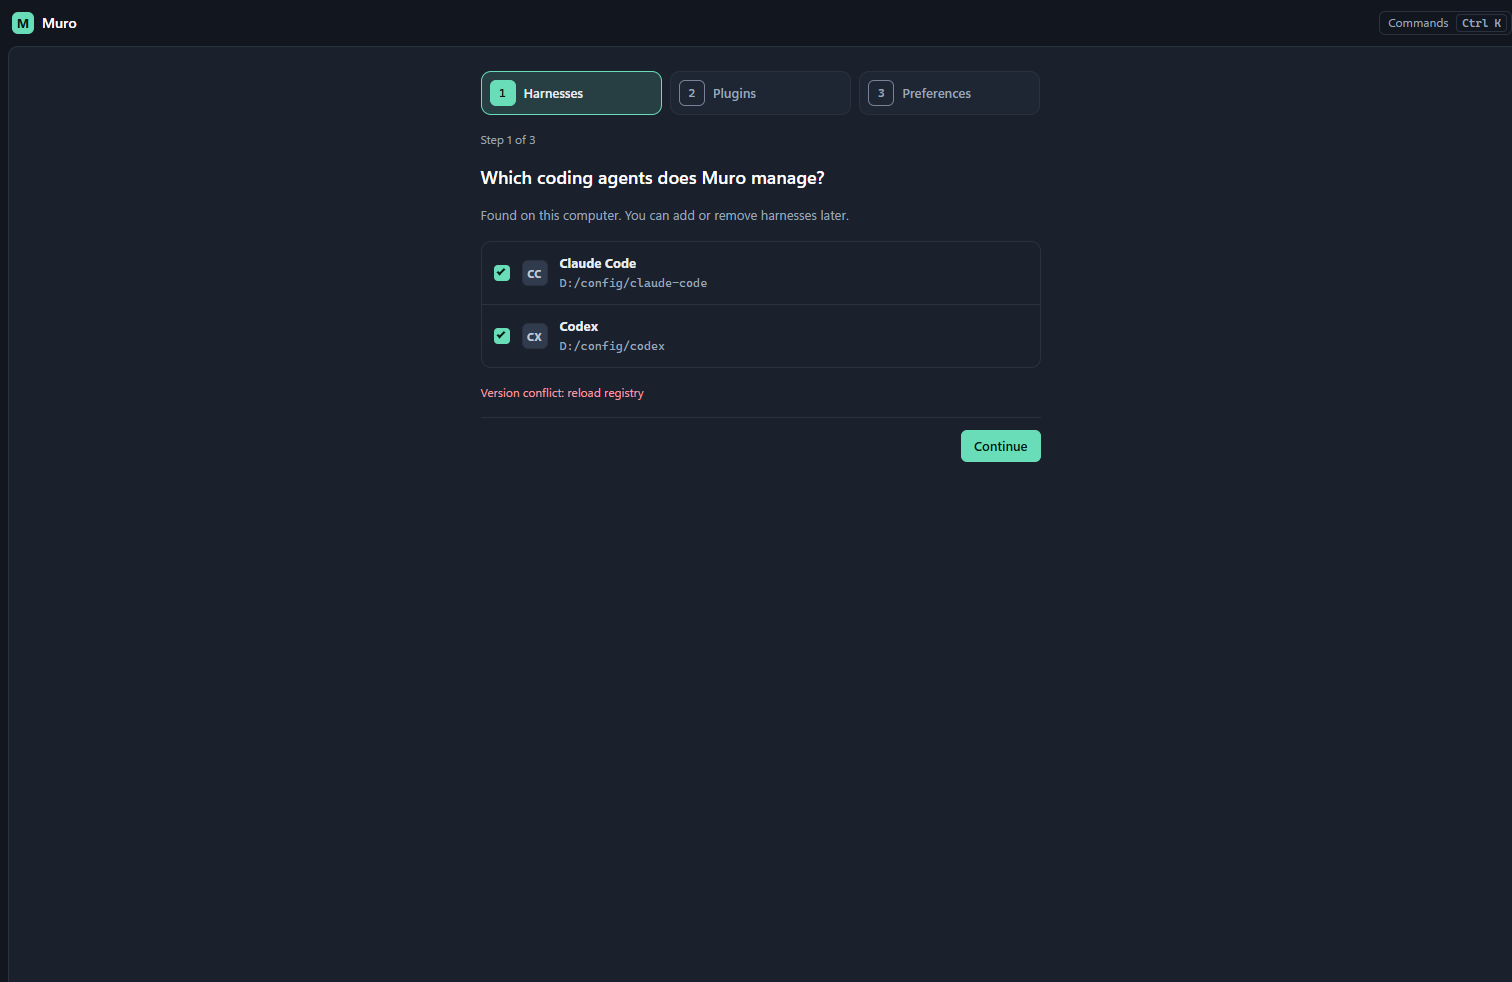 M Muro
Commands Ctrl K
1 Harnesses
2 Plugins
3 Preferences
Step 1 of 3
Which coding agents does Muro manage?
Found on this computer. You can add or remove harnesses later.
CC
Claude Code
D:/config/claude-code
CX
Codex
D:/config/codex
Version conflict: reload registry
Continue